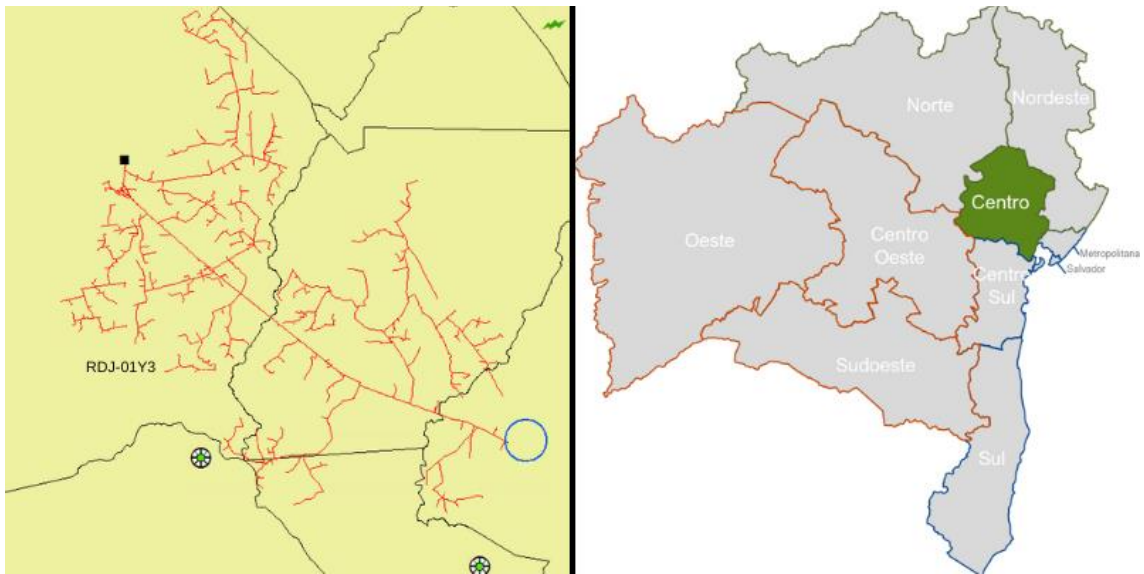 RDJ-01Y3
Norte
Nordeste
Centro
Oeste
Centro
Oeste
Metropolitana
Salvador
Centro
Sul
Sudoeste
Sul